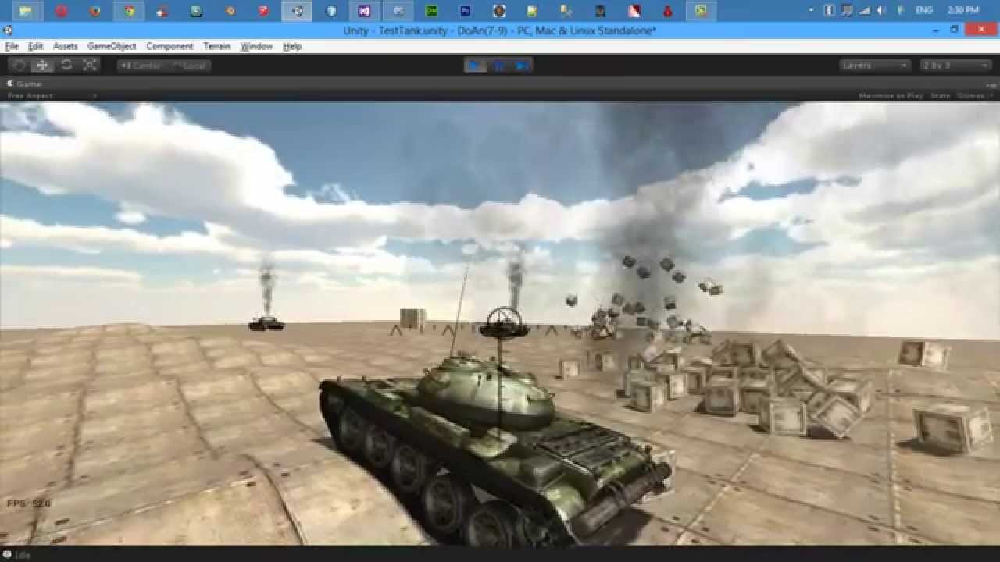 ENG 2:30 PM
Unity - TestTank.unity - DoAn(7-9) - PC, Mac & Linux Standalone*
File Edit Assets GameObject Component Terrain Window Help
Center Local Layers 2 by 3
Game
Free Aspect Maximize on Play Stats Gizmos
FPS: 52.0
Idle